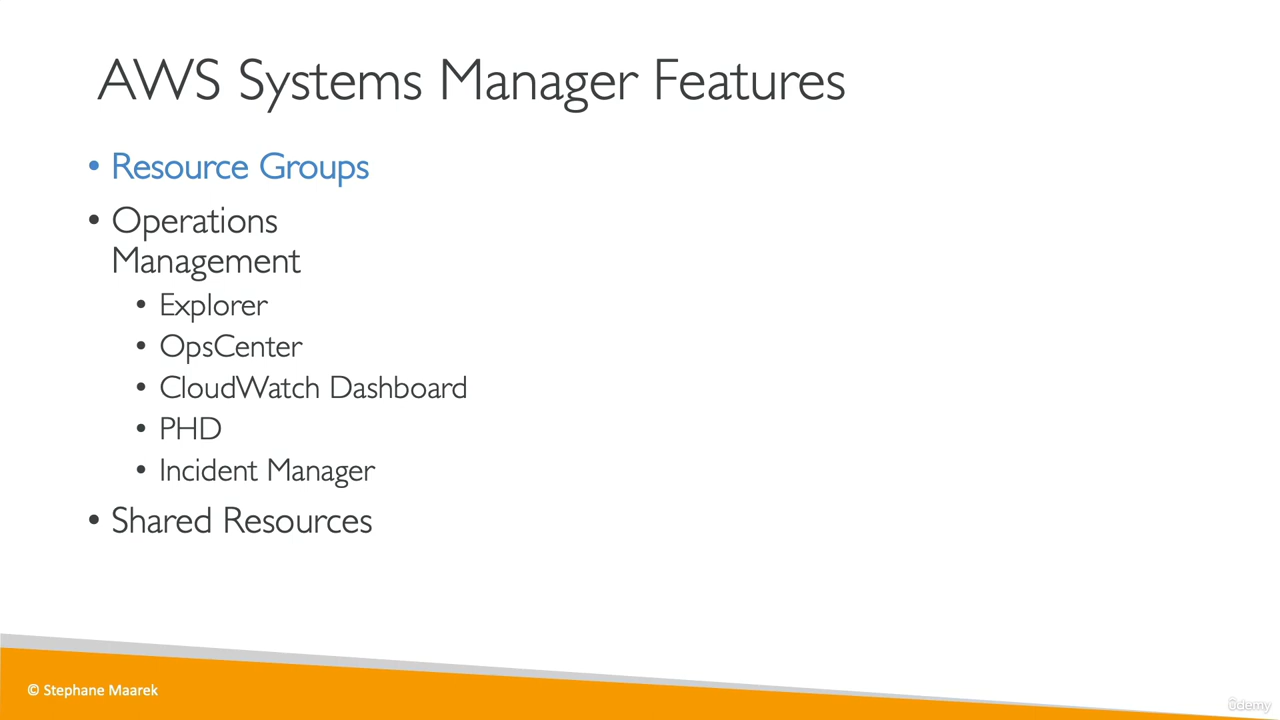 AWS Systems Manager Features
• Resource Groups
• Operations
Management
• Explorer
• OpsCenter
• CloudWatch Dashboard
• PHD
• Incident Manager
• Shared Resources
© Stephane Maarek
ûdemy